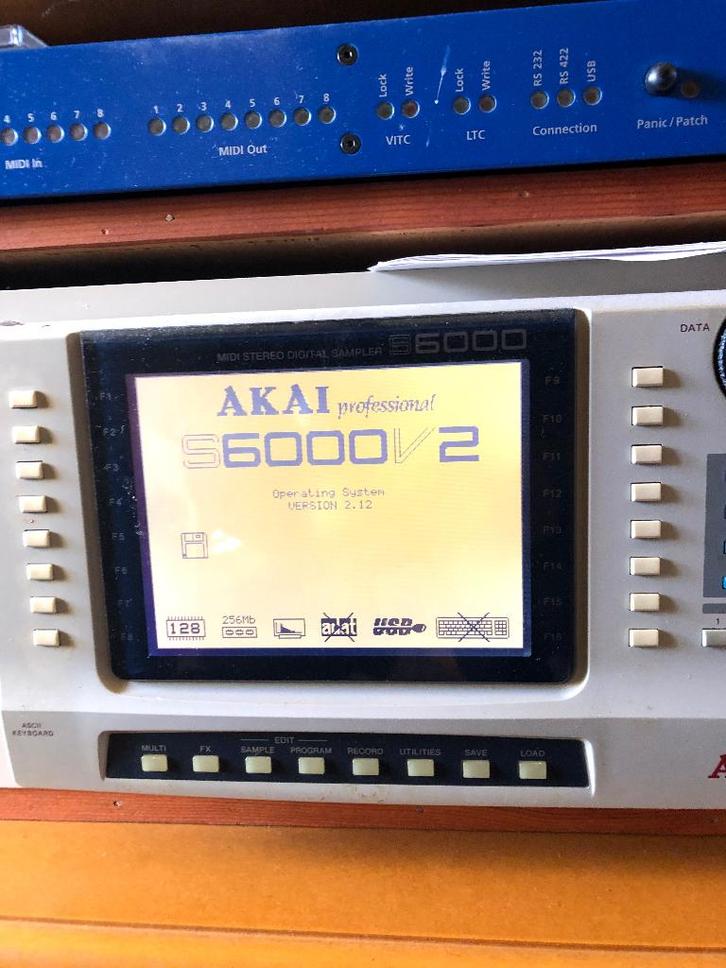 4 5 6 7 8
MIDI In
1 2 3 4 5 6 7 8
MIDI Out
Lock Write
VITC
Lock Write
LTC
RS 232 RS 422 USB
Connection
Panic / Patch
MIDI STEREO DIGITAL SAMPLER S6000
DATA
AKAI professional
S6000 V2
Operating System
VERSION 2.12
128
256Mb
USB
F1
F2
F3
F4
F5
F6
F7
F8
F9
F10
F11
F12
F13
F14
F15
F16
1
ASCII
KEYBOARD
EDIT
MULTI FX SAMPLE PROGRAM RECORD UTILITIES SAVE LOAD
A